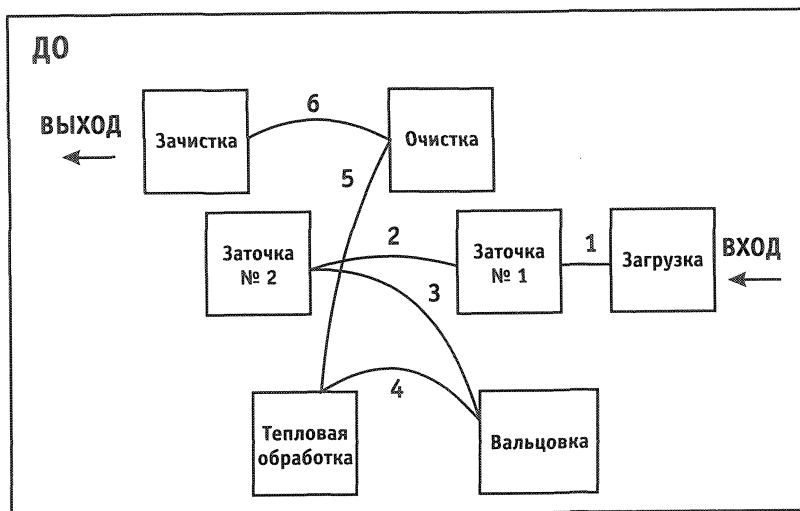 ДО
6
ВЫХОД
Зачистка
Очистка
5
Заточка
№ 2
2
Заточка
№ 1
1
Загрузка
ВХОД
3
4
Тепловая
обработка
Вальцовка